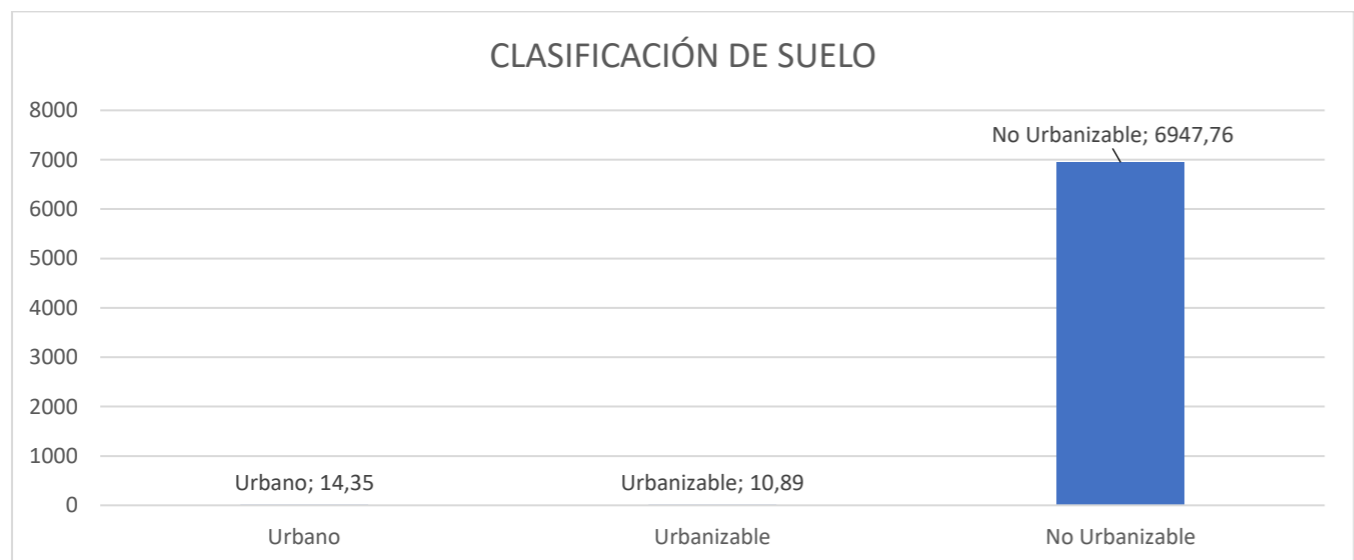 CLASIFICACIÓN DE SUELO
8000
No Urbanizable; 6947,76
7000
6000
5000
4000
3000
2000
1000
Urbano; 14,35
Urbanizable; 10,89
0
Urbano
Urbanizable
No Urbanizable